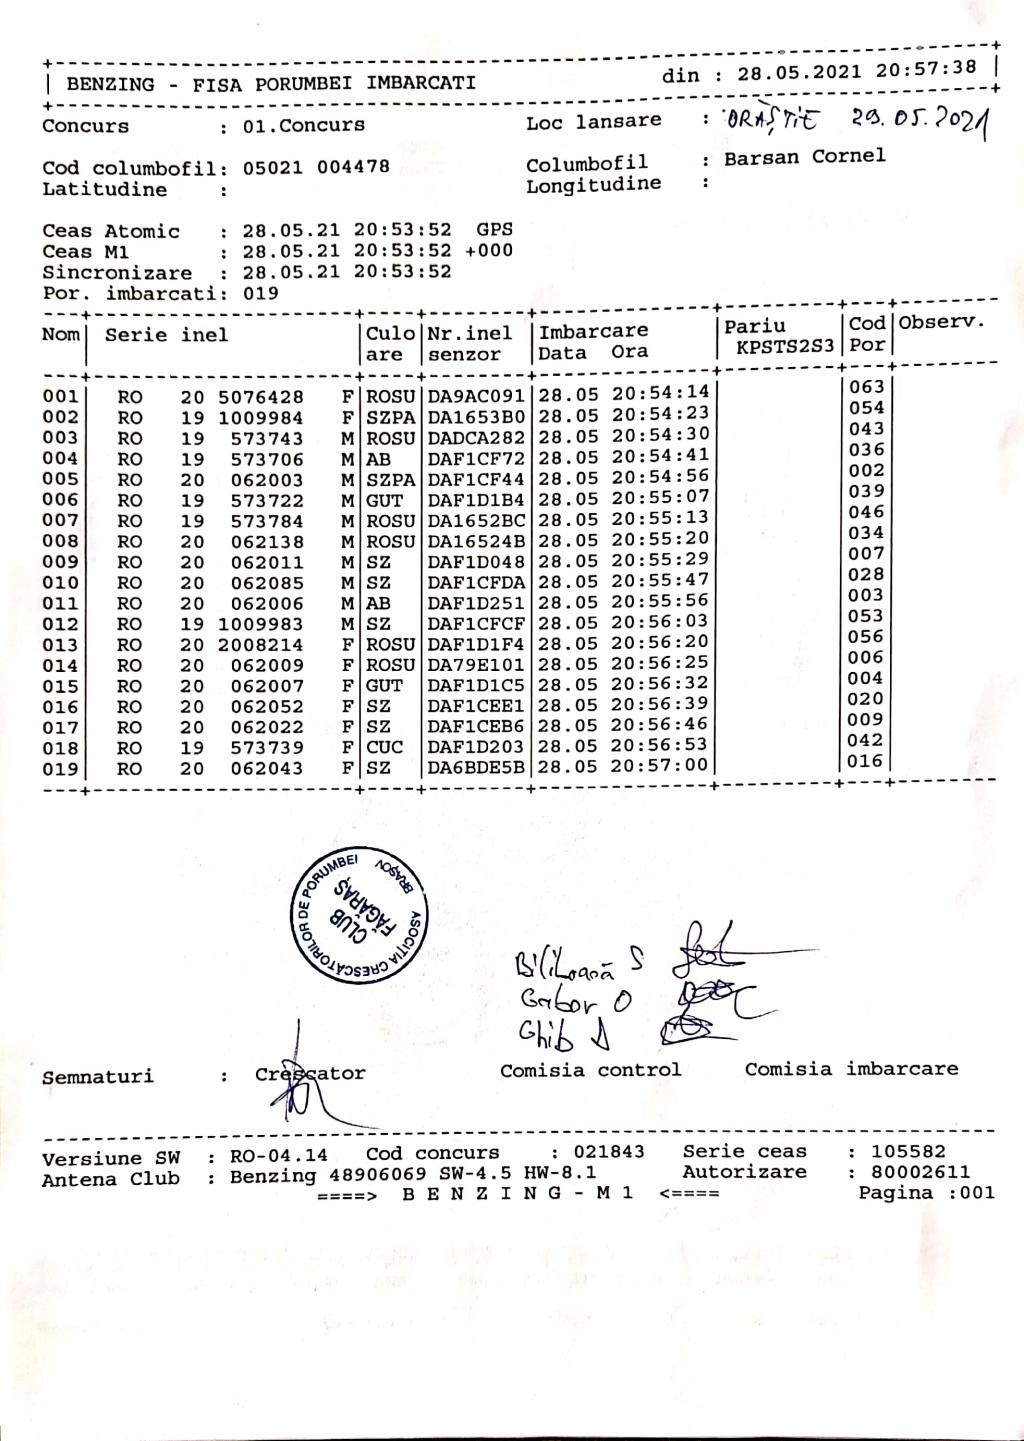 BENZING - FISA PORUMBEI IMBARCATI din : 28.05.2021 20:57:38
Concurs : 01.Concurs Loc lansare : ORĂȘTIE 29.05.2021
Cod columbofil: 05021 004478 Columbofil : Barsan Cornel
Latitudine : Longitudine :
Ceas Atomic : 28.05.21 20:53:52 GPS
Ceas M1 : 28.05.21 20:53:52 +000
Sincronizare : 28.05.21 20:53:52
Por. imbarcati: 019
Nom| Serie inel |Culo|Nr.inel |Imbarcare |Pariu |Cod|Observ.
|are |senzor |Data Ora | KPSTS2S3|Por|
001| RO 20 5076428 F|ROSU|DA9AC091|28.05 20:54:14| |063|
002| RO 19 1009984 F|SZPA|DA1653B0|28.05 20:54:23| |054|
003| RO 19 573743 M|ROSU|DADCA282|28.05 20:54:30| |043|
004| RO 19 573706 M|AB |DAF1CF72|28.05 20:54:41| |036|
005| RO 20 062003 M|SZPA|DAF1CF44|28.05 20:54:56| |002|
006| RO 19 573722 M|GUT |DAF1D1B4|28.05 20:55:07| |039|
007| RO 19 573784 M|ROSU|DA1652BC|28.05 20:55:13| |046|
008| RO 20 062138 M|ROSU|DA16524B|28.05 20:55:20| |034|
009| RO 20 062011 M|SZ |DAF1D048|28.05 20:55:29| |007|
010| RO 20 062085 M|SZ |DAF1CFDA|28.05 20:55:47| |028|
011| RO 20 062006 M|AB |DAF1D251|28.05 20:55:56| |003|
012| RO 19 1009983 M|SZ |DAF1CFCF|28.05 20:56:03| |053|
013| RO 20 2008214 F|ROSU|DAF1D1F4|28.05 20:56:20| |056|
014| RO 20 062009 F|ROSU|DA79E101|28.05 20:56:25| |006|
015| RO 20 062007 F|GUT |DAF1D1C5|28.05 20:56:32| |004|
016| RO 20 062052 F|SZ |DAF1CEE1|28.05 20:56:39| |020|
017| RO 20 062022 F|SZ |DAF1CEB6|28.05 20:56:46| |009|
018| RO 19 573739 F|CUC |DAF1D203|28.05 20:56:53| |042|
019| RO 20 062043 F|SZ |DA6BDE5B|28.05 20:57:00| |016|
ASOCIȚIA CRESCĂTORILOR DE PORUMBEI BRAȘOV
CLUB
FĂGĂRAȘ
S
Gabor O
Ghib A
Semnaturi : Crescator Comisia control Comisia imbarcare
Versiune SW : RO-04.14 Cod concurs : 021843 Serie ceas : 105582
Antena Club : Benzing 48906069 SW-4.5 HW-8.1 Autorizare : 80002611
====> B E N Z I N G - M 1 <==== Pagina :001